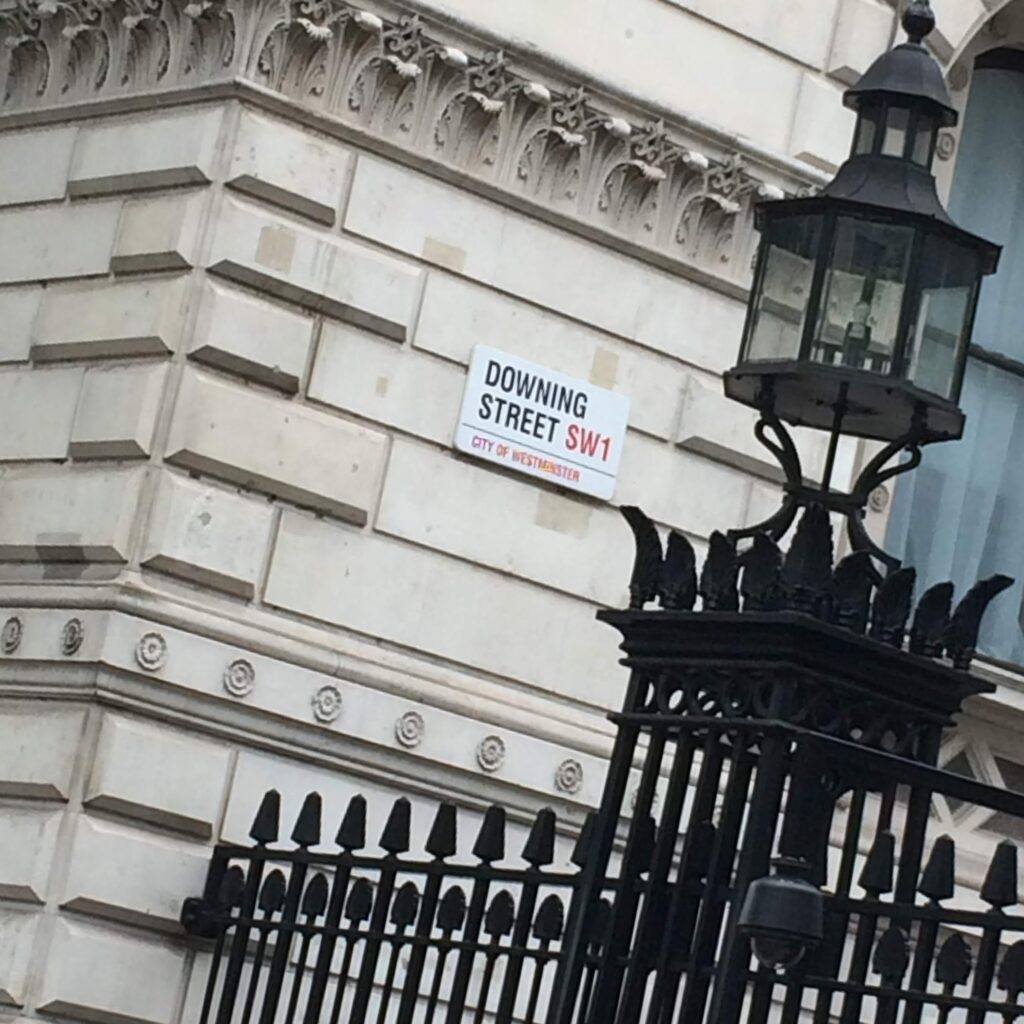 DOWNING
STREET SW1
CITY OF WESTMINSTER